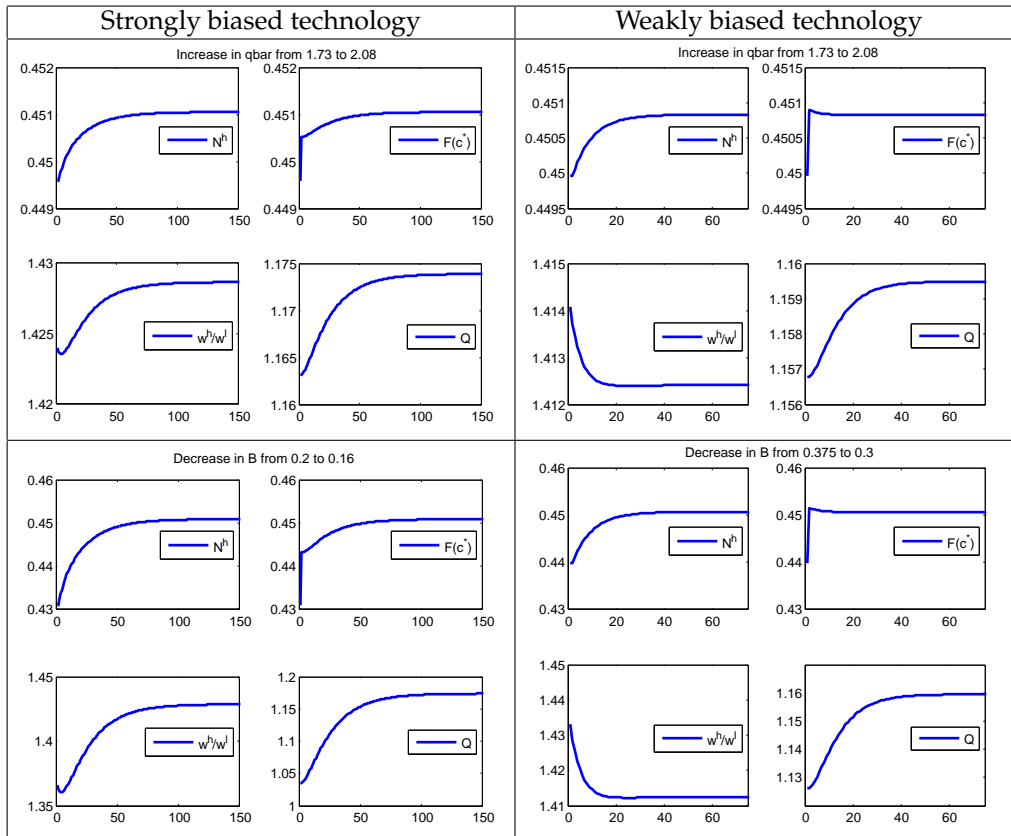 Strongly biased technology
Weakly biased technology
Increase in qbar from 1.73 to 2.08
0.452
0.451
0.45
0.449
0 50 100 150
N^h
0.452
0.451
0.45
0.449
0 50 100 150
F(c^*)
1.43
1.425
1.42
0 50 100 150
w^h/w^l
1.175
1.17
1.165
1.16
0 50 100 150
Q
Increase in qbar from 1.73 to 2.08
0.4515
0.451
0.4505
0.45
0.4495
0 20 40 60
N^h
0.4515
0.451
0.4505
0.45
0.4495
0 20 40 60
F(c^*)
1.415
1.414
1.413
1.412
0 20 40 60
w^h/w^l
1.16
1.159
1.158
1.157
1.156
0 20 40 60
Q
Decrease in B from 0.2 to 0.16
0.46
0.45
0.44
0.43
0 50 100 150
N^h
0.46
0.45
0.44
0.43
0 50 100 150
F(c^*)
1.45
1.4
1.35
0 50 100 150
w^h/w^l
1.2
1.15
1.1
1.05
1
0 50 100 150
Q
Decrease in B from 0.375 to 0.3
0.46
0.45
0.44
0.43
0 20 40 60
N^h
0.46
0.45
0.44
0.43
0 20 40 60
F(c^*)
1.45
1.44
1.43
1.42
1.41
0 20 40 60
w^h/w^l
1.16
1.15
1.14
1.13
0 20 40 60
Q